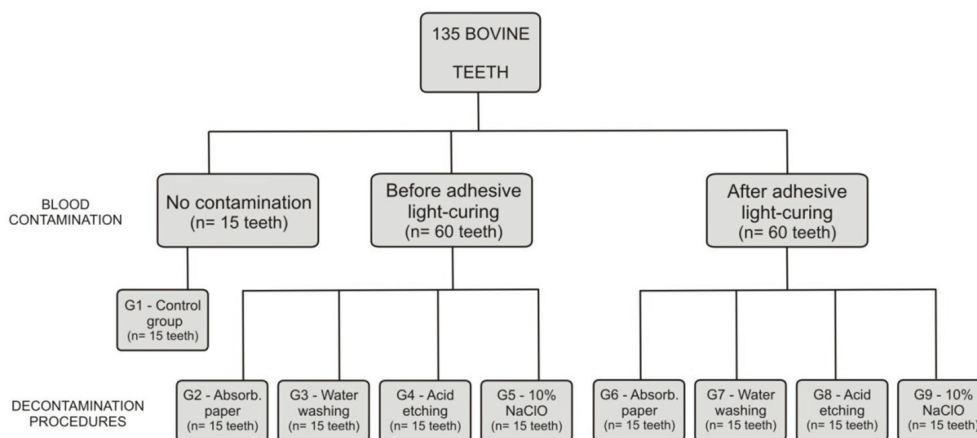 135 BOVINE
TEETH
BLOOD
CONTAMINATION
No contamination
(n= 15 teeth)
Before adhesive
light-curing
(n= 60 teeth)
After adhesive
light-curing
(n= 60 teeth)
G1 - Control
group
(n= 15 teeth)
DECONTAMINATION
PROCEDURES
G2 - Absorb.
paper
(n= 15 teeth)
G3 - Water
washing
(n= 15 teeth)
G4 - Acid
etching
(n= 15 teeth)
G5 - 10%
NaClO
(n= 15 teeth)
G6 - Absorb.
paper
(n= 15 teeth)
G7 - Water
washing
(n= 15 teeth)
G8 - Acid
etching
(n= 15 teeth)
G9 - 10%
NaClO
(n= 15 teeth)